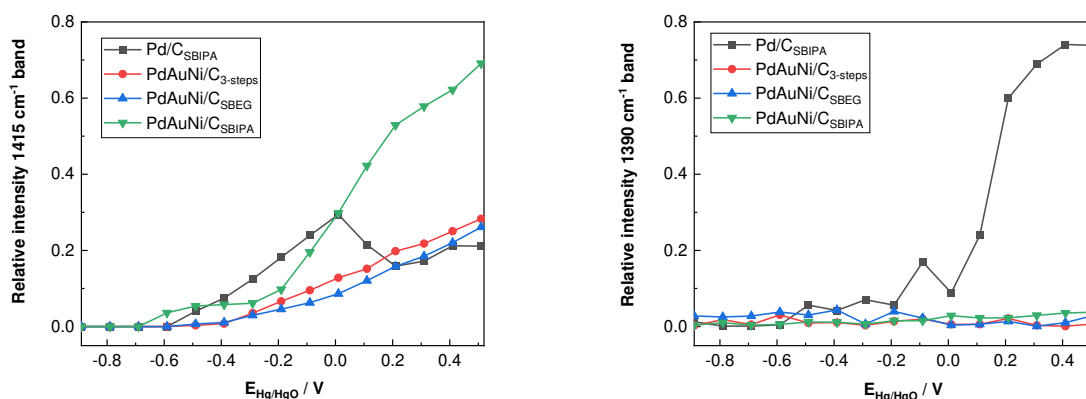 Relative intensity 1415 cm⁻¹ band
0.8
0.6
0.4
0.2
0.0
Pd/C_SBIPA
PdAuNi/C_3-steps
PdAuNi/C_SBEG
PdAuNi/C_SBIPA
-0.8 -0.6 -0.4 -0.2 0.0 0.2 0.4
E_Hg/HgO / V
Relative intensity 1390 cm⁻¹ band
0.8
0.6
0.4
0.2
0.0
Pd/C_SBIPA
PdAuNi/C_3-steps
PdAuNi/C_SBEG
PdAuNi/C_SBIPA
-0.8 -0.6 -0.4 -0.2 0.0 0.2 0.4
E_Hg/HgO / V